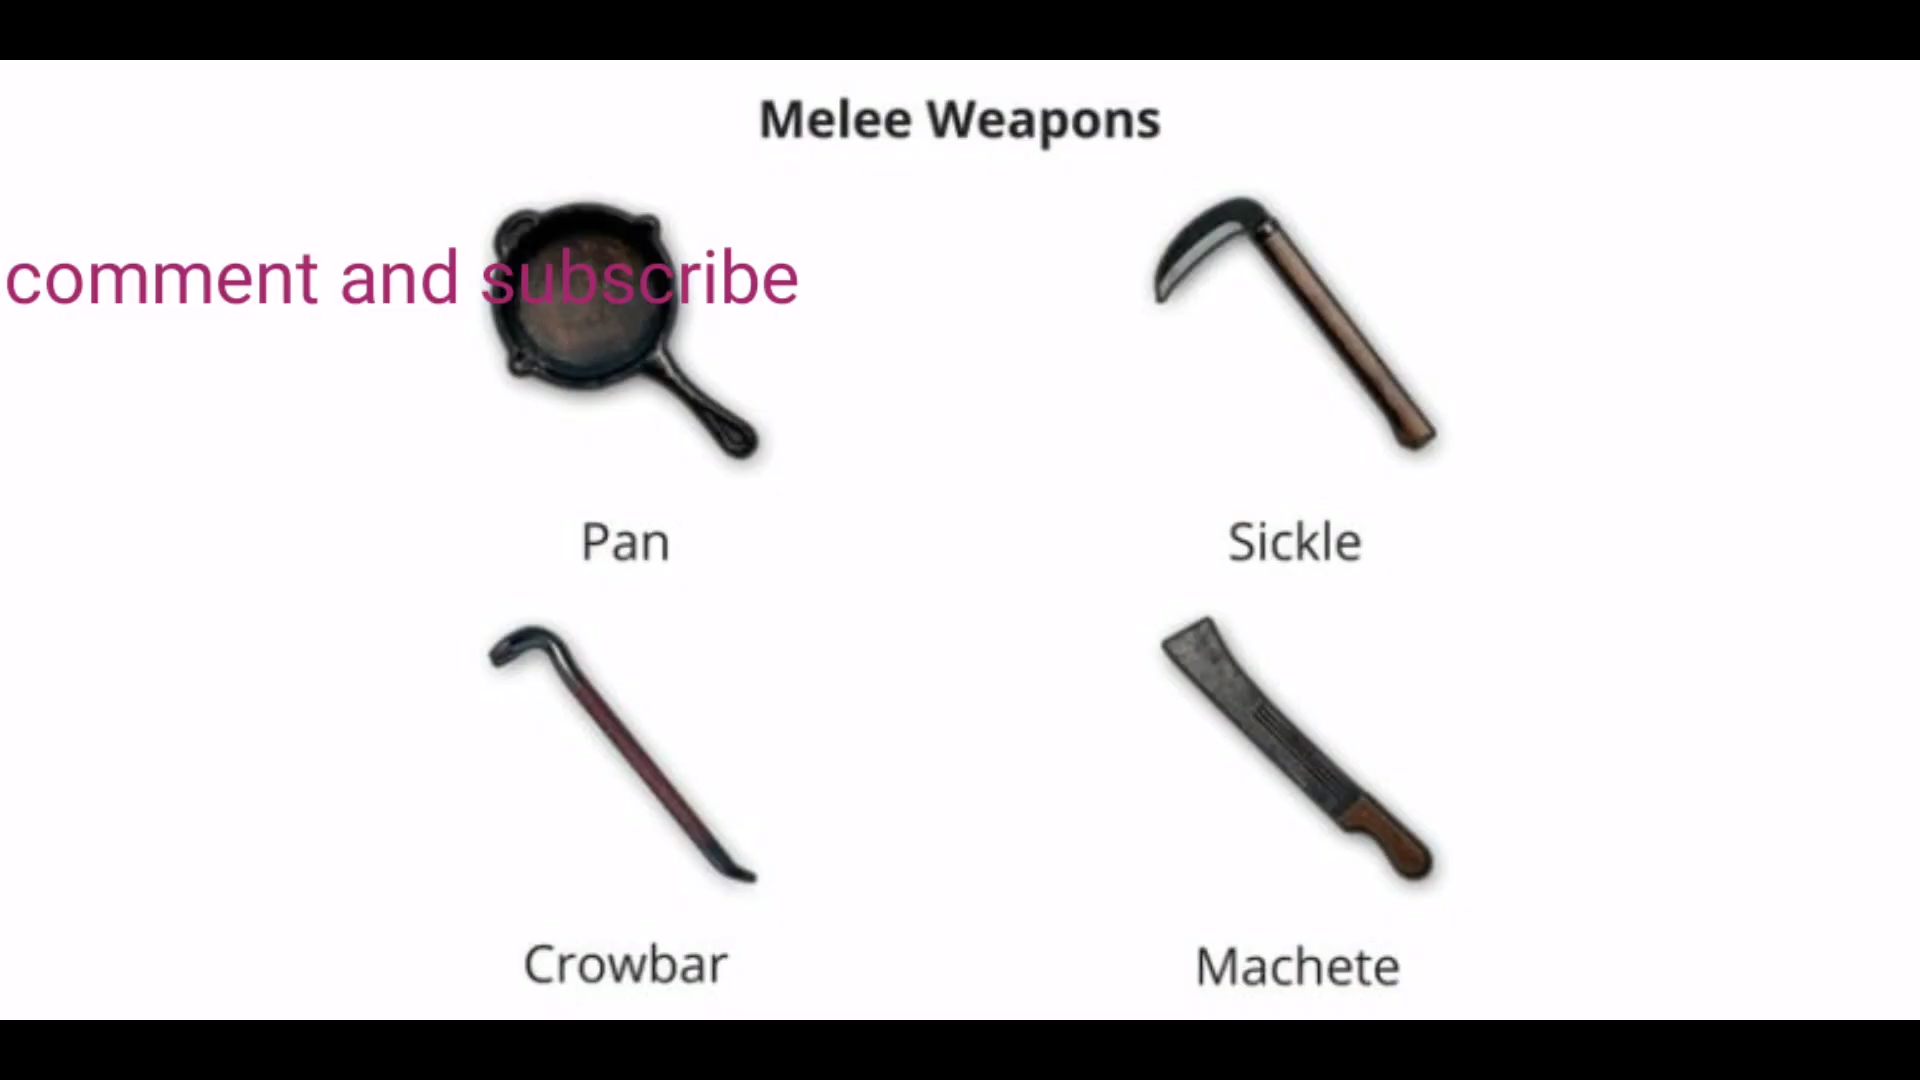 Melee Weapons
comment and subscribe
Pan
Sickle
Crowbar
Machete